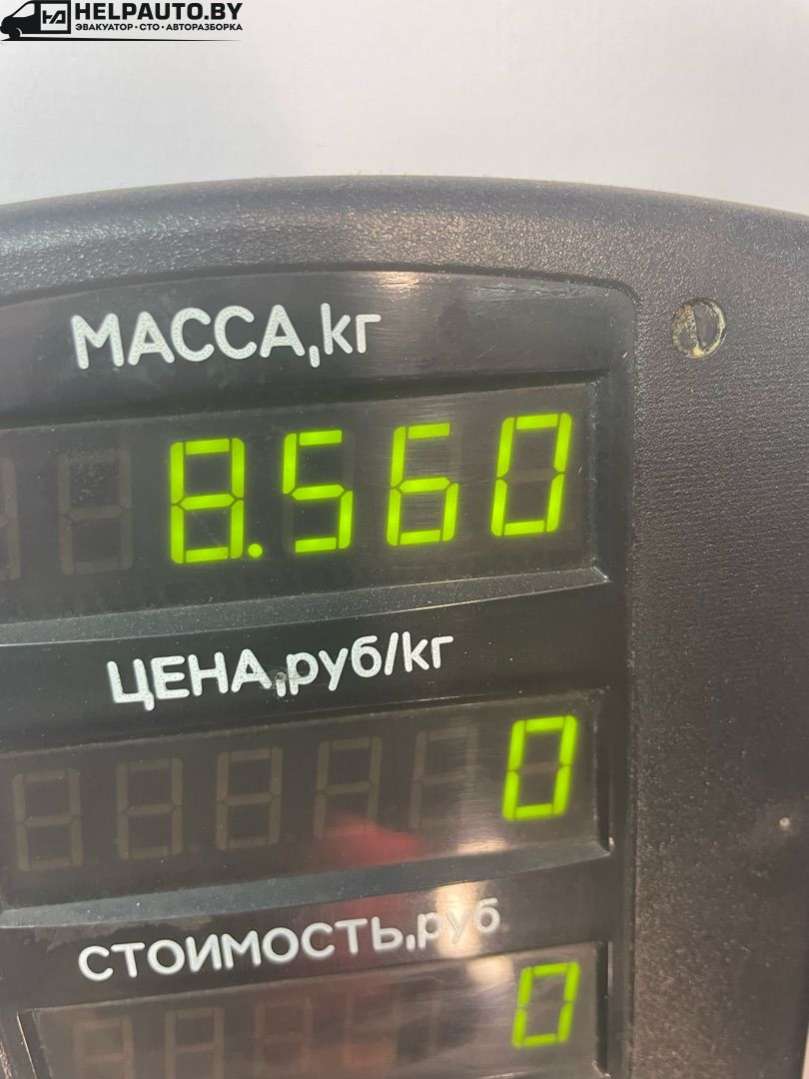 HELPAUTO.BY
ЭВАКУАТОР · СТО · АВТОРАЗБОРКА
МАССА,кг
8.560
ЦЕНА,руб/кг
0
СТОИМОСТЬ,руб
0